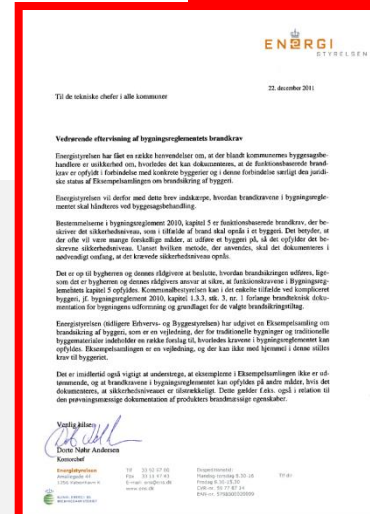 ENERGI
STYRELSEN
22. december 2011
Til de tekniske chefer i alle kommuner
Vedrørende eftervisning af bygningsreglementets brandkrav
Energistyrelsen har fået en række henvendelser om, at der blandt kommunernes byggesagsbe-
handlere er usikkerhed om, hvorledes det kan dokumenteres, at de funktionsbaserede brand-
krav er opfyldt i forbindelse med konkrete byggerier og i denne forbindelse særligt den juridi-
ske status af Eksempelsamlingen om brandsikring af byggeri.
Energistyrelsen vil derfor med dette brev indskærpe, hvordan brandkravene i bygningsregle-
mentet skal håndteres ved byggesagsbehandling.
Bestemmelserne i bygningsreglement 2010, kapitel 5 er funktionsbaserede brandkrav, der be-
skriver det sikkerhedsniveau, som i tilfælde af brand skal opnås i et byggeri. Det betyder, at
der ofte vil være mange forskellige måder, at udføre et byggeri på, så det opfylder det be-
skrevne sikkerhedsniveau. Uanset hvilken metode, der anvendes, skal det dokumenteres i
nødvendigt omfang, at det krævede sikkerhedsniveau opnås.
Det er op til bygherren og dennes rådgivere at beslutte, hvordan brandsikringen udføres, lige-
som det er bygherrens og dennes rådgivers ansvar at sikre, at funktionskravene i Bygningsreg-
lementets kapitel 5 opfyldes. Kommunalbestyrelsen kan i det enkelte tilfælde ved kompliceret
byggeri, jf. bygningsreglement 2010, kapitel 1.3.3, stk. 3, nr. 1 forlange brandteknisk doku-
mentation for bygningens udformning og grundlaget for de valgte brandsikringstiltag.
Energistyrelsen (tidligere Erhvervs- og Byggestyrelsen) har udgivet en Eksempelsamling om
brandsikring af byggeri, som er en vejledning, der for traditionelle bygninger og traditionelle
byggematerialer indeholder en række forslag til, hvorledes kravene i bygningsreglementet kan
opfyldes. Eksempelsamlingen er en vejledning, og der kan ikke med hjemmel i denne stilles
krav til byggeriet.
Det er imidlertid også vigtigt at understrege, at eksemplerne i Eksempelsamlingen ikke er ud-
tømmende, og at brandkravene i bygningsreglementet kan opfyldes på andre måder, hvis det
dokumenteres, at sikkerhedsniveauet er tilstrækkeligt. Dette gælder f.eks. også i relation til
den prøvningsmæssige dokumentation af produkters brandmæssige egenskaber.
Venlig hilsen
Dorte Nøhr Andersen
Kontorchef
Energistyrelsen
Amaliegade 44
1256 København K